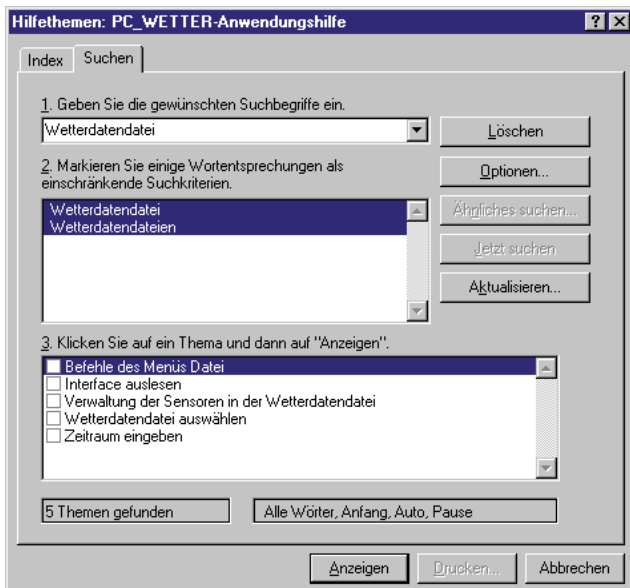 Hilfethemen: PC_WETTER-Anwendungshilfe
Index Suchen
1. Geben Sie die gewünschten Suchbegriffe ein.
Wetterdatendatei
Löschen
2. Markieren Sie einige Wortentsprechungen als
einschränkende Suchkriterien.
Optionen...
Wetterdatendatei
Wetterdatendateien
Ähnliches suchen...
Jetzt suchen
Aktualisieren...
3. Klicken Sie auf ein Thema und dann auf "Anzeigen".
Befehle des Menüs Datei
Interface auslesen
Verwaltung der Sensoren in der Wetterdatendatei
Wetterdatendatei auswählen
Zeitraum eingeben
5 Themen gefunden
Alle Wörter, Anfang, Auto, Pause
Anzeigen Drucken... Abbrechen